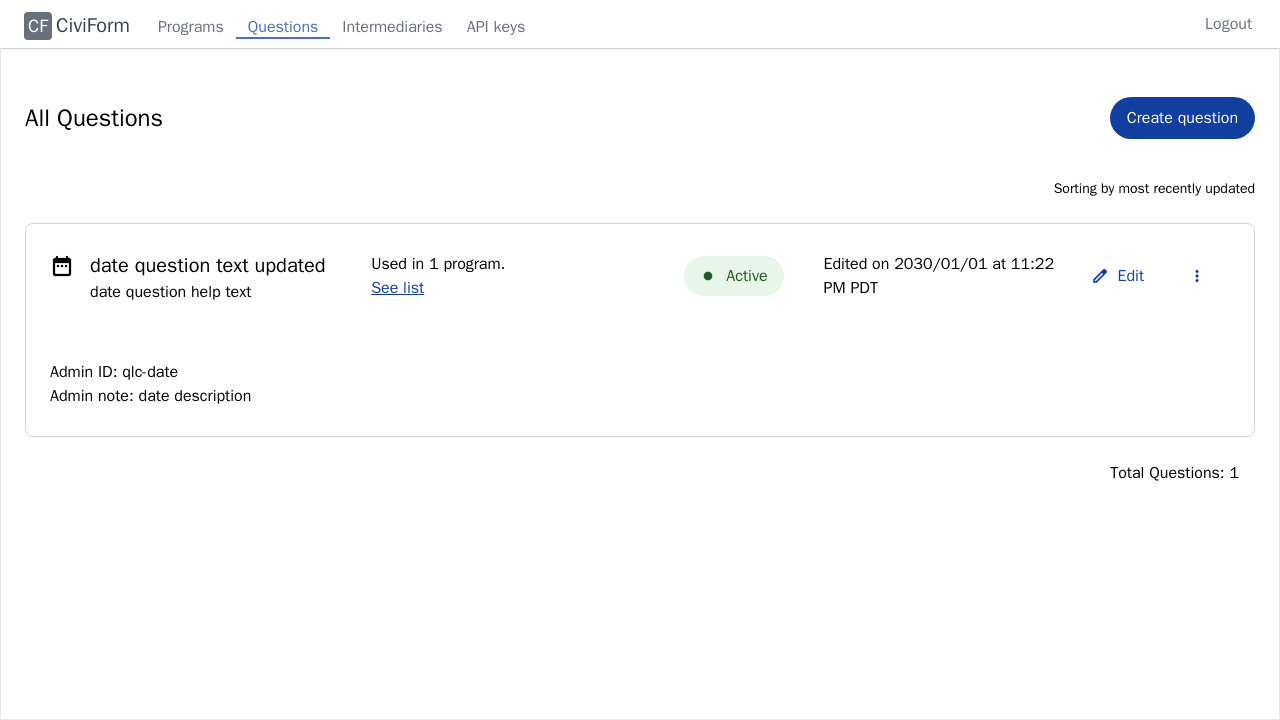 CF CiviForm Programs Questions Intermediaries API keys Logout
All Questions
Create question
Sorting by most recently updated
date question text updated
date question help text
Used in 1 program.
See list
Active
Edited on 2030/01/01 at 11:22
PM PDT
Edit
Admin ID: qlc-date
Admin note: date description
Total Questions: 1